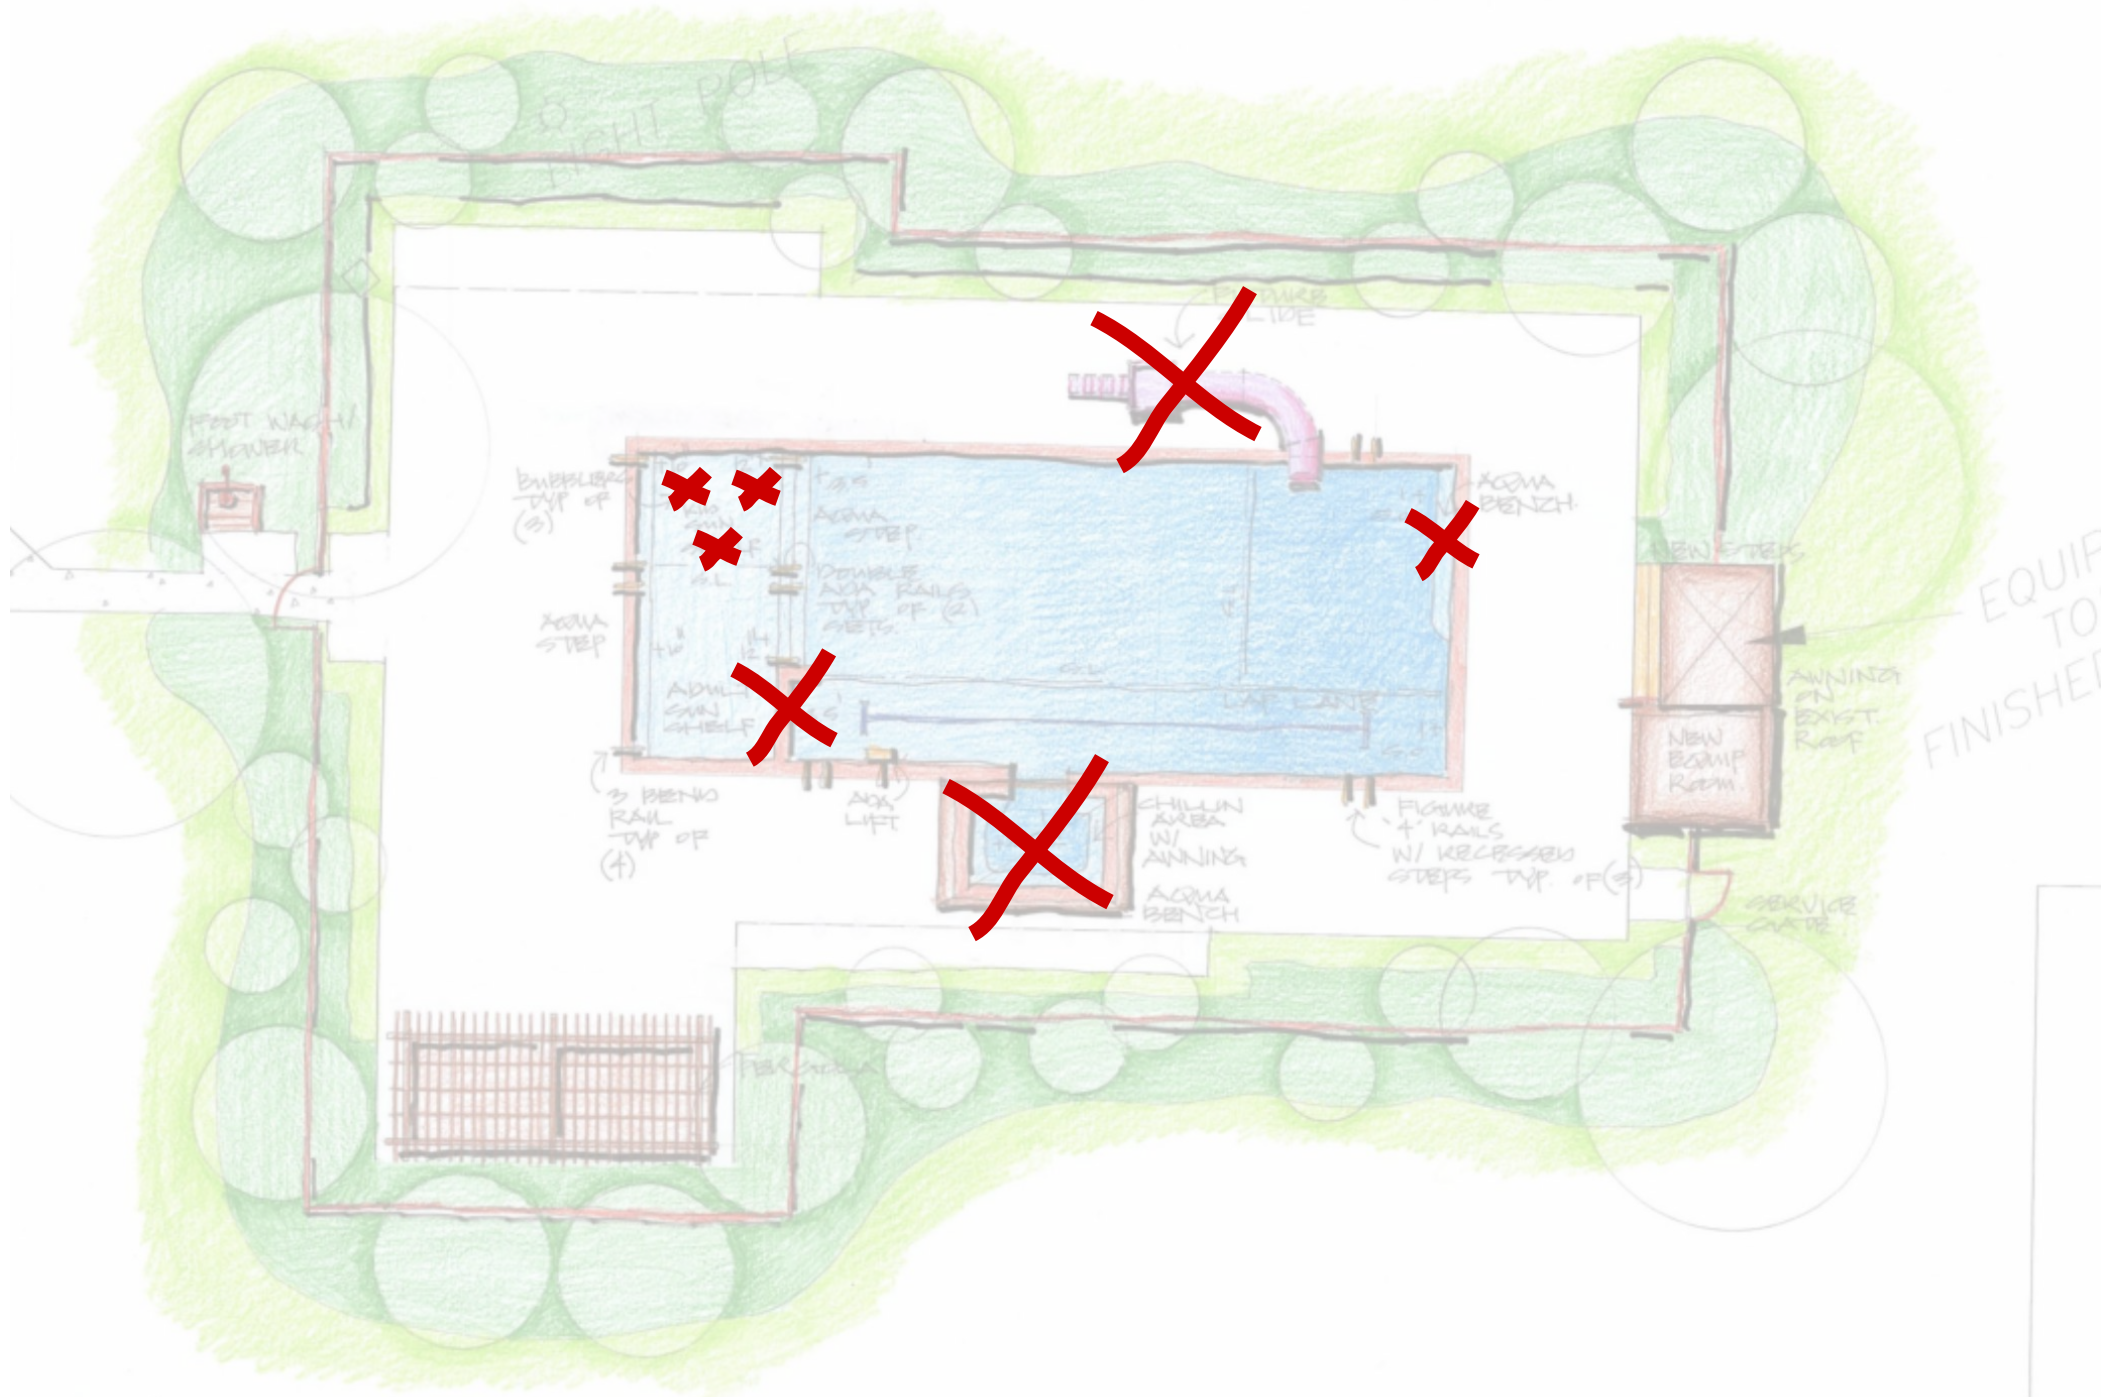 LIGHT POLE
SLIDE
FOOT WASH/
SHOWER
BUBBLERS
TYP OF
(3)
SUN
AQUA
STEP
AQUA
BENCH
NEW STEPS
DOUBLE
ADA RAILS
TYP OF (2)
SETS
AQUA
STEP
ADULT
SUN
SHELF
LAP LANE
EQUIP
TO
FINISHED
AWNING
ON
EXIST.
ROOF
NEW
EQUIP
ROOM
3 BEND
RAIL
TYP OF
(4)
ADA
LIFT
CHILLIN
AREA
W/
AWNING
AQUA
BENCH
FIGURE
'4' RAILS
W/ RECESSED
STEPS TYP. OF(3)
SERVICE
GATE
PERGOLA